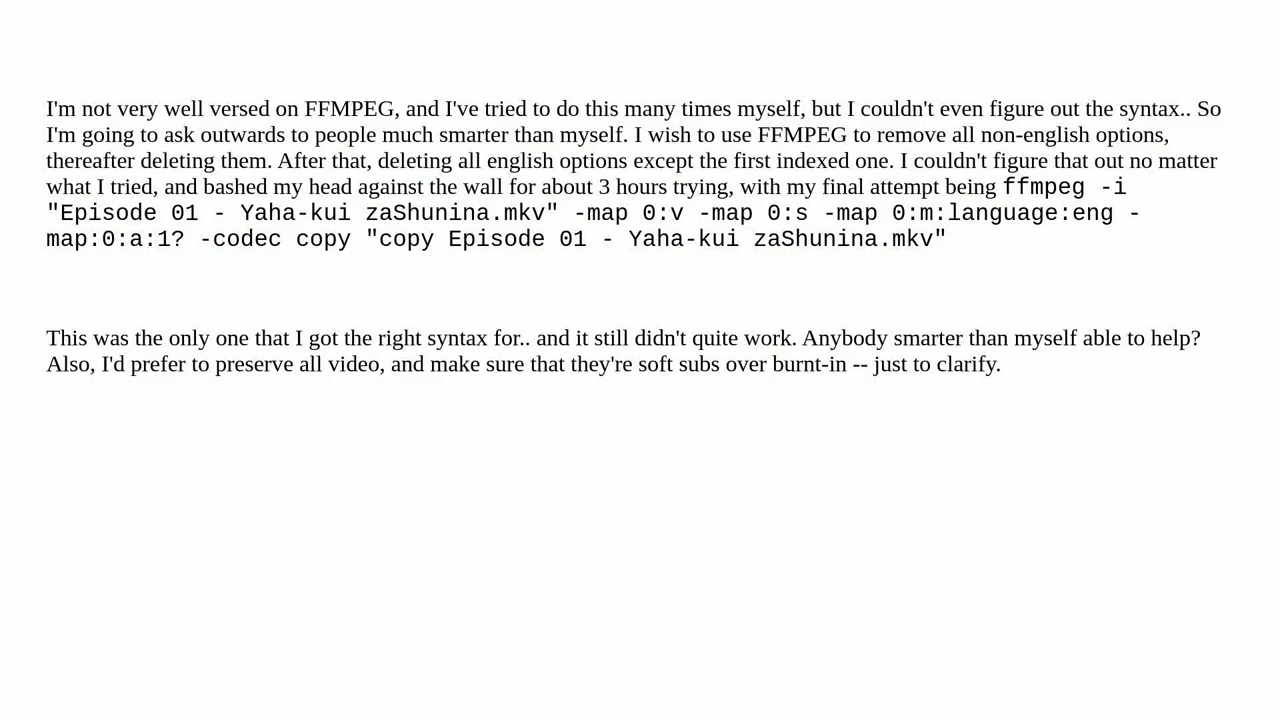 I'm not very well versed on FFMPEG, and I've tried to do this many times myself, but I couldn't even figure out the syntax.. So
I'm going to ask outwards to people much smarter than myself. I wish to use FFMPEG to remove all non-english options,
thereafter deleting them. After that, deleting all english options except the first indexed one. I couldn't figure that out no matter
what I tried, and bashed my head against the wall for about 3 hours trying, with my final attempt being ffmpeg -i
"Episode 01 - Yaha-kui zaShunina.mkv" -map 0:v -map 0:s -map 0:m:language:eng -
map:0:a:1? -codec copy "copy Episode 01 - Yaha-kui zaShunina.mkv"
This was the only one that I got the right syntax for.. and it still didn't quite work. Anybody smarter than myself able to help?
Also, I'd prefer to preserve all video, and make sure that they're soft subs over burnt-in -- just to clarify.